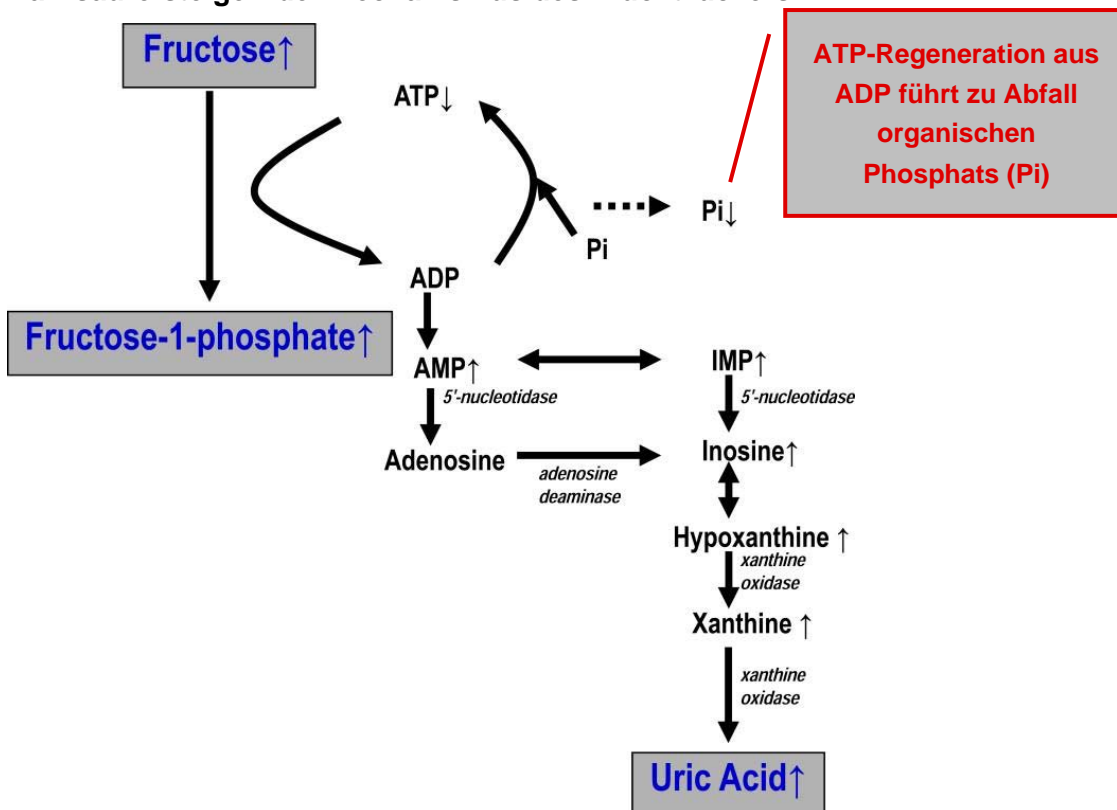 Fructose↑
ATP↓
ATP-Regeneration aus
ADP führt zu Abfall
organischen
Phosphats (Pi)
Pi↓
Pi
ADP
Fructose-1-phosphate↑
AMP↑
IMP↑
5'-nucleotidase
5'-nucleotidase
Adenosine
Inosine↑
adenosine
deaminase
Hypoxanthine ↑
xanthine
oxidase
Xanthine ↑
xanthine
oxidase
Uric Acid↑